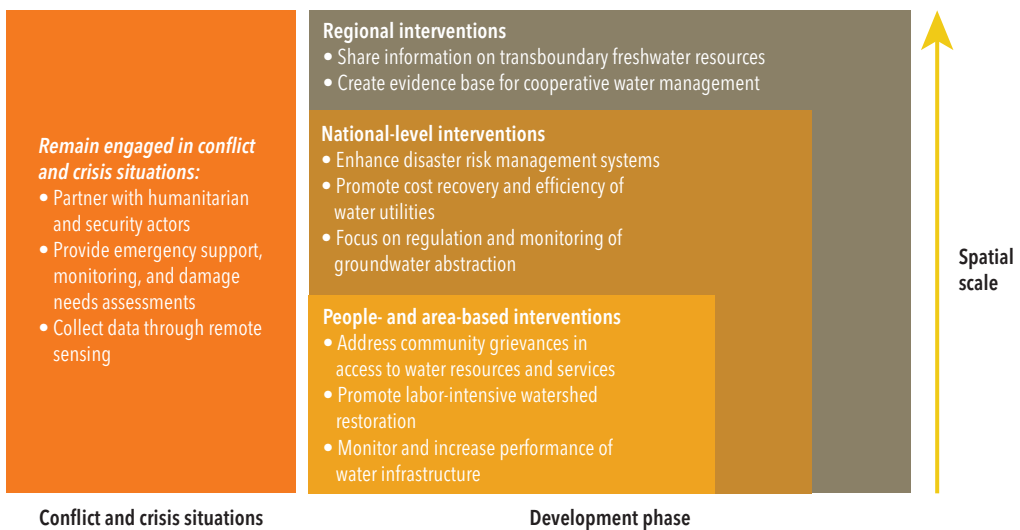 Remain engaged in conflict
and crisis situations:
• Partner with humanitarian
and security actors
• Provide emergency support,
monitoring, and damage
needs assessments
• Collect data through remote
sensing
Regional interventions
• Share information on transboundary freshwater resources
• Create evidence base for cooperative water management
National-level interventions
• Enhance disaster risk management systems
• Promote cost recovery and efficiency of
water utilities
• Focus on regulation and monitoring of
groundwater abstraction
People- and area-based interventions
• Address community grievances in
access to water resources and services
• Promote labor-intensive watershed
restoration
• Monitor and increase performance of
water infrastructure
Spatial
scale
Conflict and crisis situations
Development phase